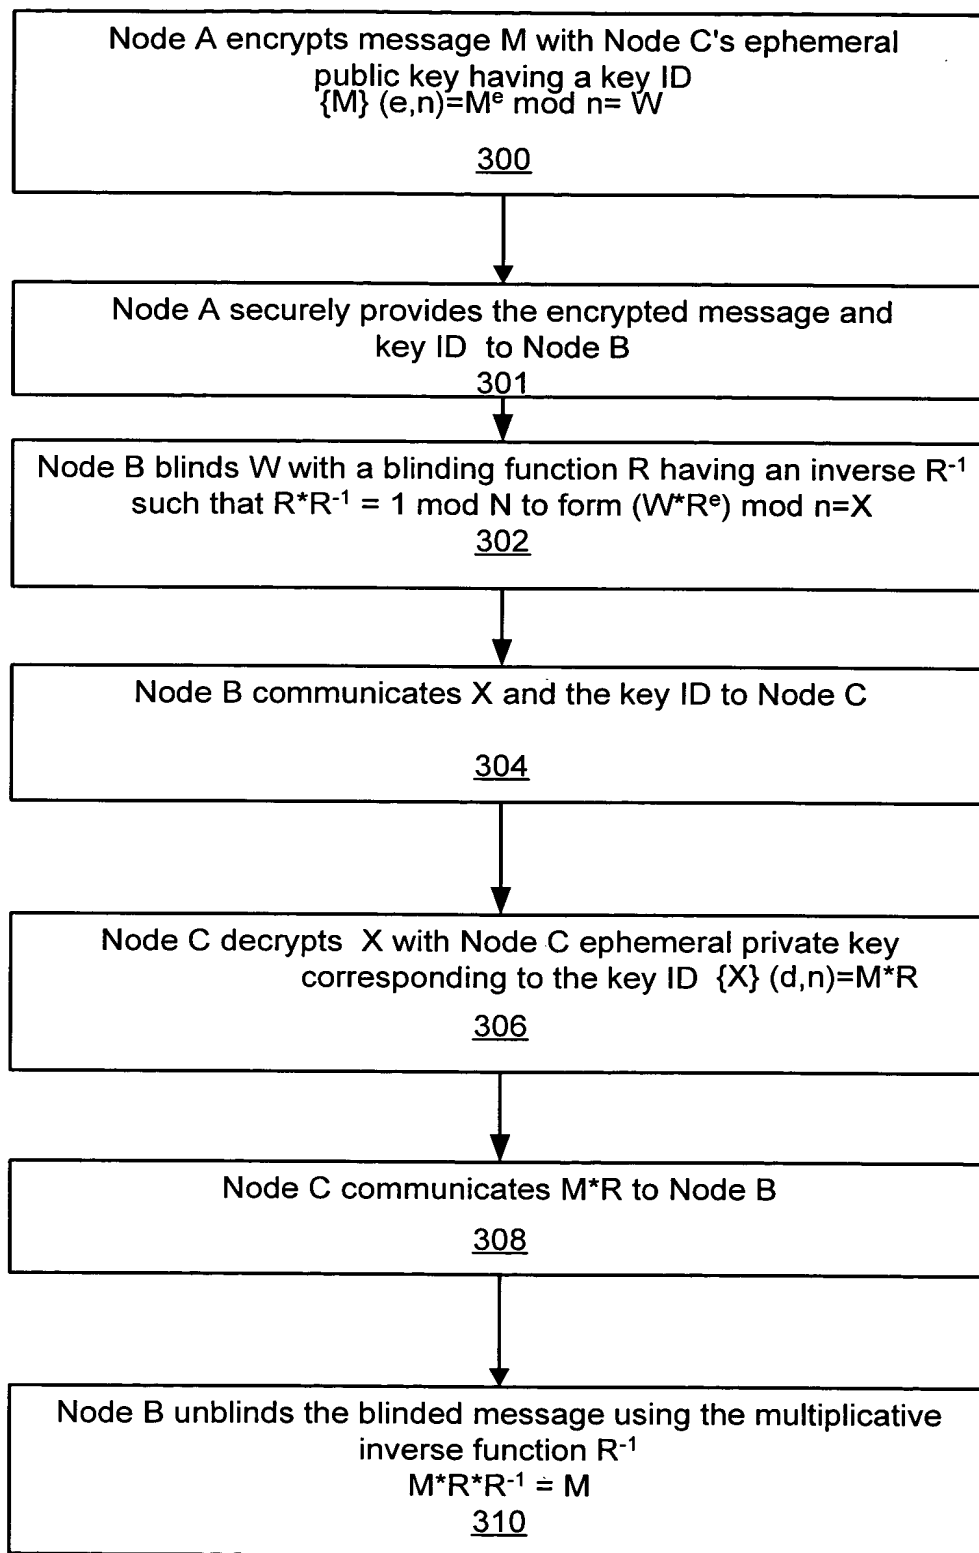 Node A encrypts message M with Node C's ephemeral
public key having a key ID
{M} (e,n)=Mᵉ mod n= W
300
Node A securely provides the encrypted message and
key ID to Node B
301
Node B blinds W with a blinding function R having an inverse R⁻¹
such that R*R⁻¹ = 1 mod N to form (W*Rᵉ) mod n=X
302
Node B communicates X and the key ID to Node C
304
Node C decrypts X with Node C ephemeral private key
corresponding to the key ID {X} (d,n)=M*R
306
Node C communicates M*R to Node B
308
Node B unblinds the blinded message using the multiplicative
inverse function R⁻¹
M*R*R⁻¹ = M
310